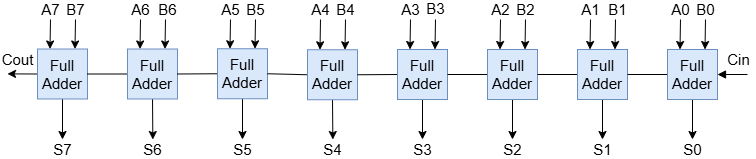 A7 B7 A6 B6 A5 B5 A4 B4 A3 B3 A2 B2 A1 B1 A0 B0
Cout Full Full Full Full Full Full Full Full Cin
Adder Adder Adder Adder Adder Adder Adder Adder
S7 S6 S5 S4 S3 S2 S1 S0